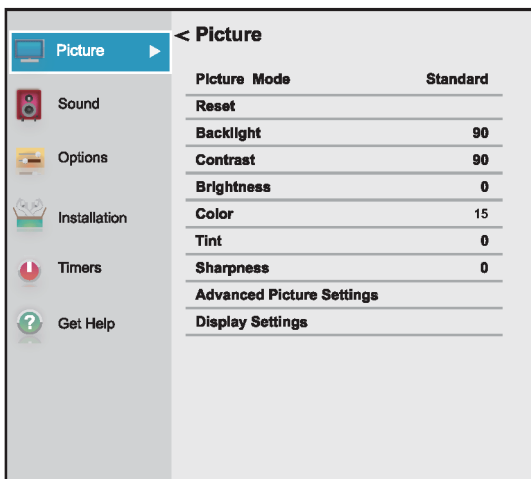 Picture
Sound
Options
Installation
Timers
Get Help
< Picture
Picture Mode Standard
Reset
Backlight 90
Contrast 90
Brightness 0
Color 15
Tint 0
Sharpness 0
Advanced Picture Settings
Display Settings